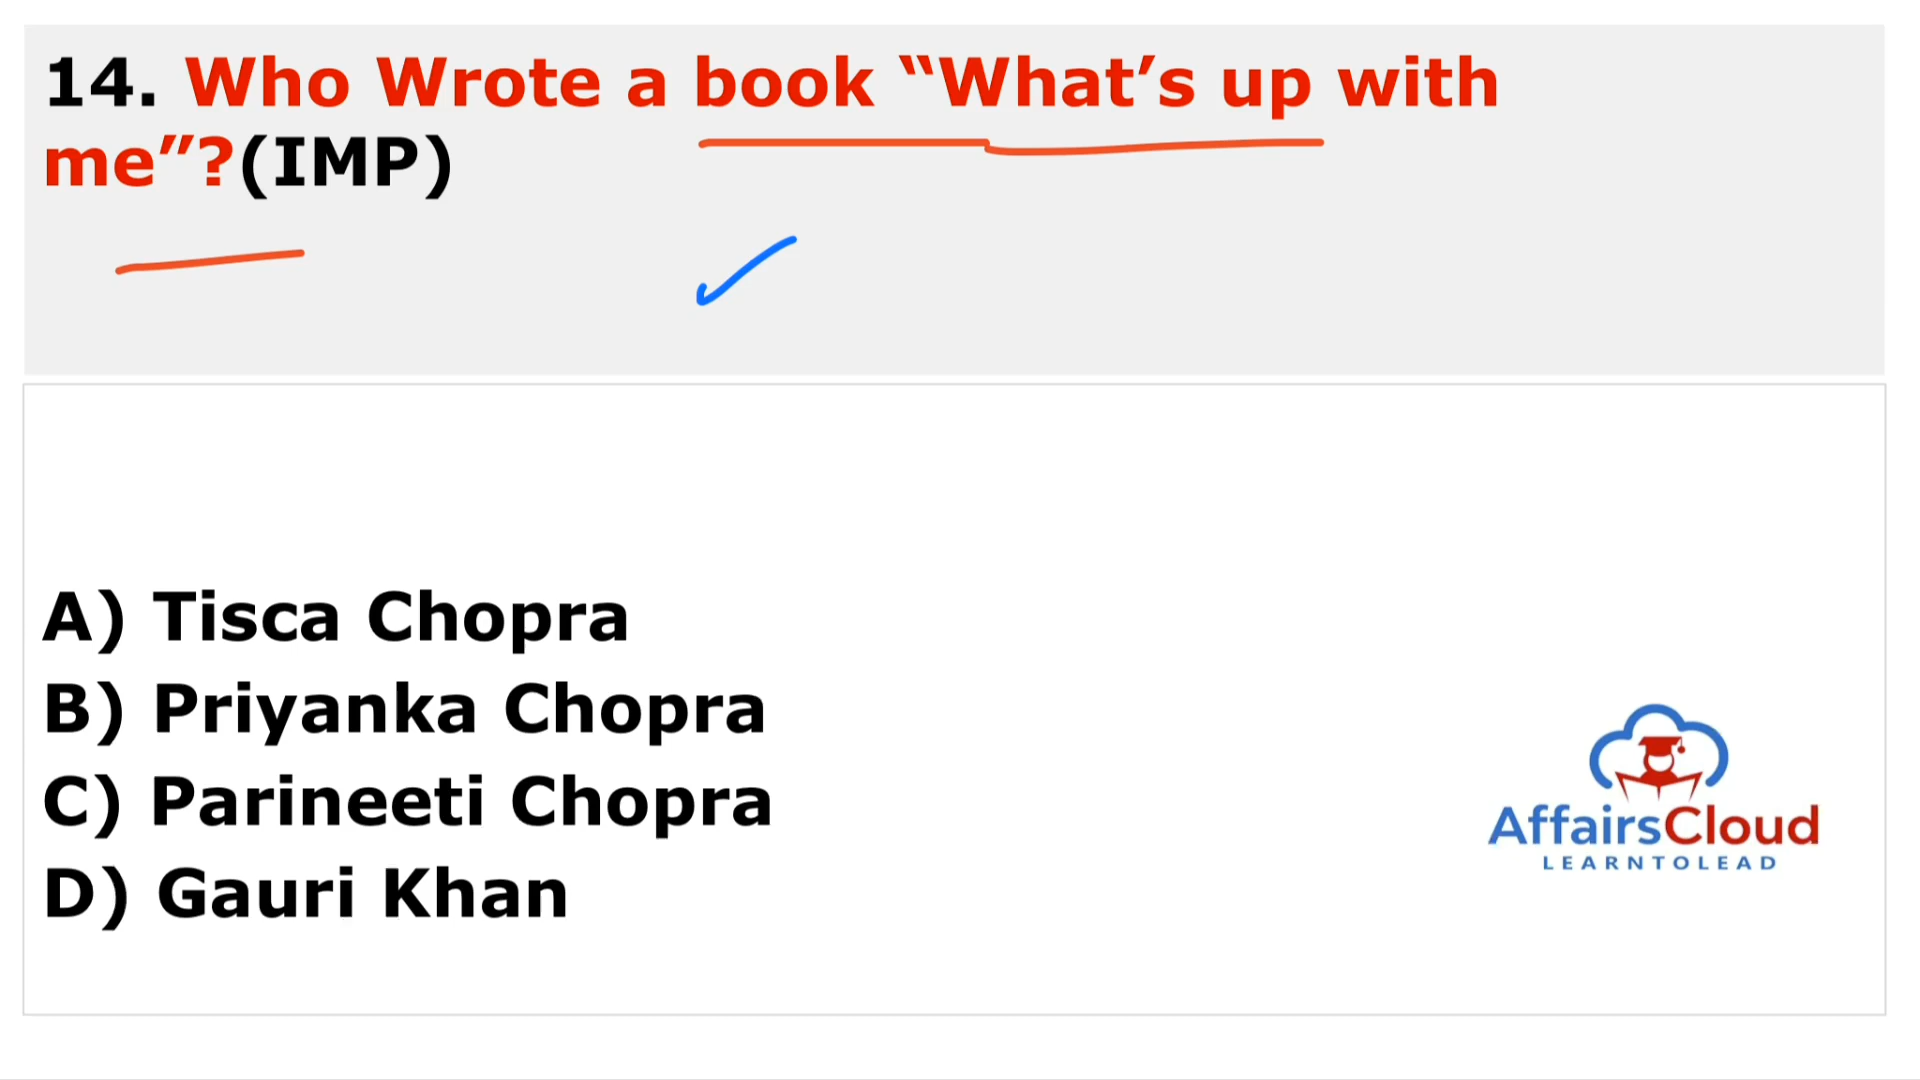 14. Who Wrote a book “What’s up with
me”?(IMP)
A) Tisca Chopra
B) Priyanka Chopra
C) Parineeti Chopra
D) Gauri Khan
AffairsCloud
LEARNTOLEAD